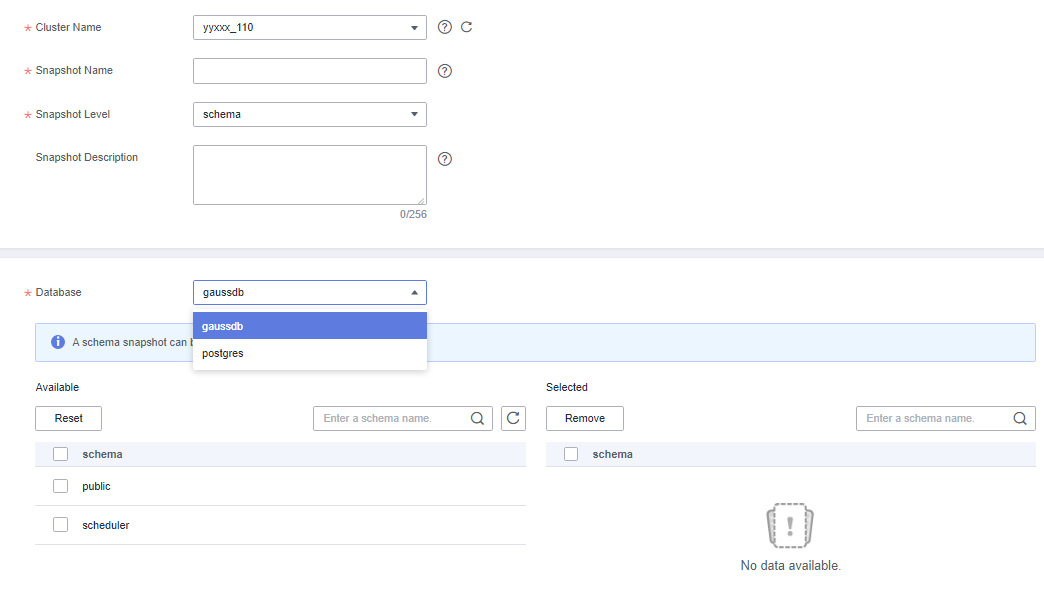 * Cluster Name yyxxx_110
* Snapshot Name
* Snapshot Level schema
Snapshot Description
0/256
* Database gaussdb
gaussdb
A schema snapshot can
postgres
Available Selected
Reset Enter a schema name. Remove Enter a schema name.
schema schema
public
scheduler
No data available.